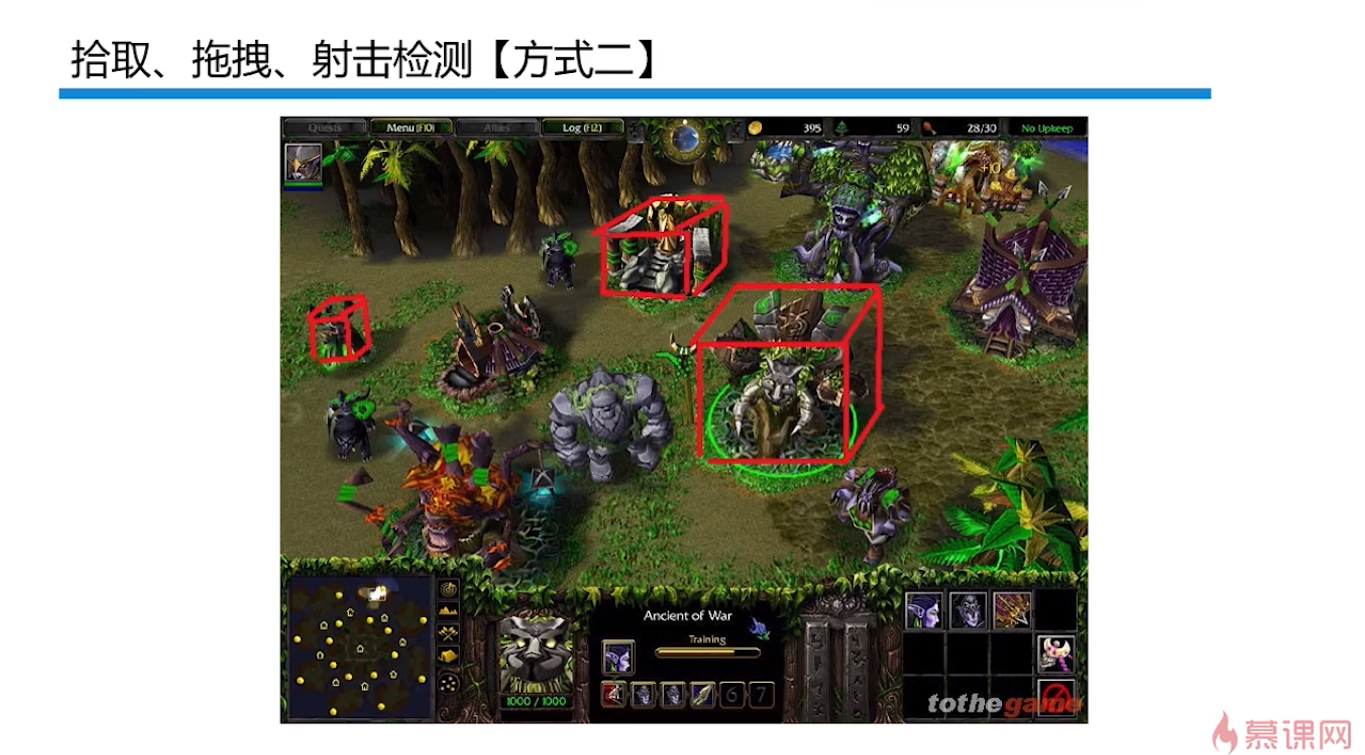 拾取、拖拽、射击检测【方式二】
Quests
Menu (F10)
Allies
Log (F12)
395
59
28/30
No Upkeep
+10
Ancient of War
Training
1000 / 1000
6
7
tothegame
慕课网